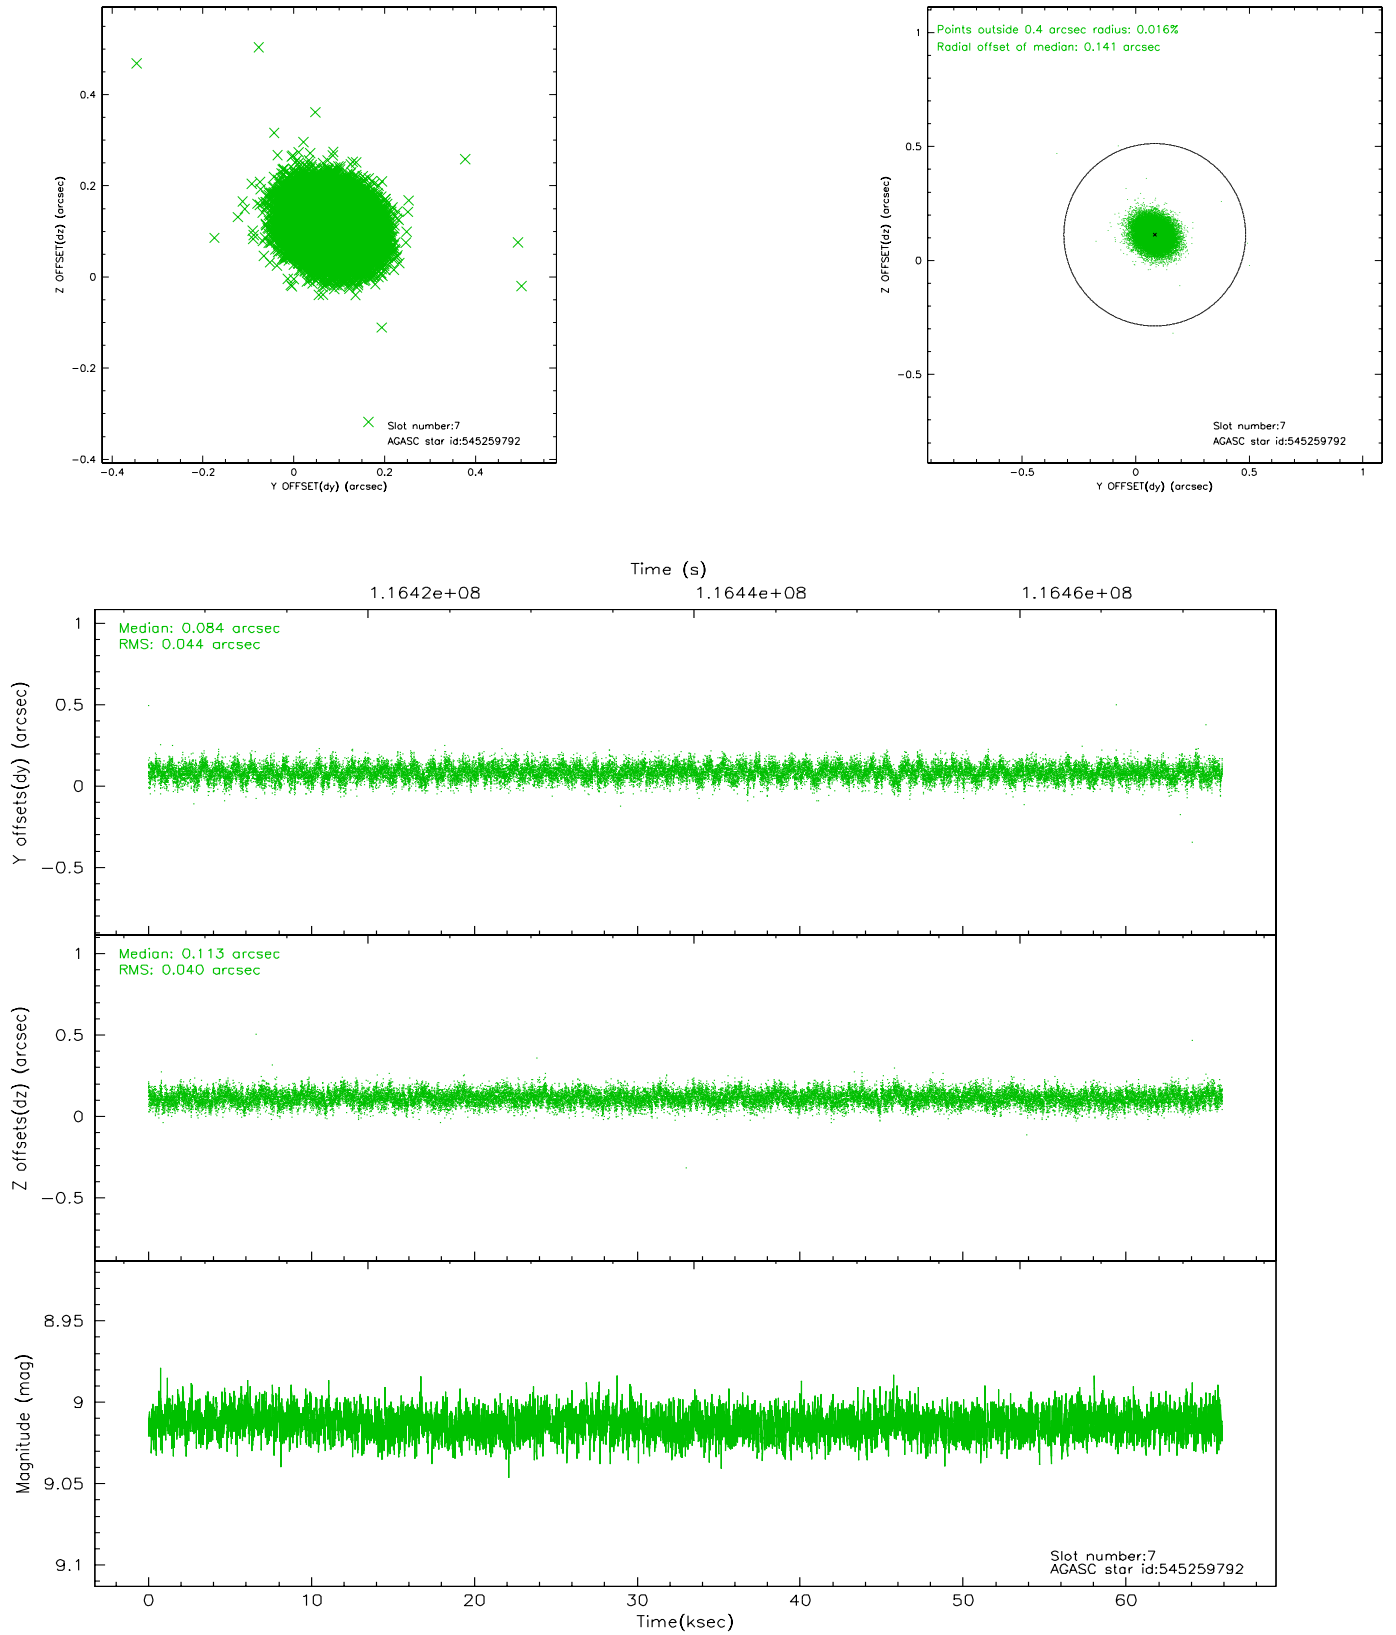 0.4
0.2
0
−0.2
−0.4
Z OFFSET(dz) (arcsec)
Slot number:7
AGASC star id:545259792
−0.4 −0.2 0 0.2 0.4
Y OFFSET(dy) (arcsec)
Points outside 0.4 arcsec radius: 0.016%
Radial offset of median: 0.141 arcsec
1
0.5
0
−0.5
Z OFFSET(dz) (arcsec)
Slot number:7
AGASC star id:545259792
−0.5 0 0.5 1
Y OFFSET(dy) (arcsec)
Time (s)
1.1642e+08 1.1644e+08 1.1646e+08
Median: 0.084 arcsec
RMS: 0.044 arcsec
1
0.5
0
−0.5
Y offsets(dy) (arcsec)
Median: 0.113 arcsec
RMS: 0.040 arcsec
1
0.5
0
−0.5
Z offsets(dz) (arcsec)
8.95
9
9.05
9.1
Magnitude (mag)
Slot number:7
AGASC star id:545259792
0 10 20 30 40 50 60
Time(ksec)